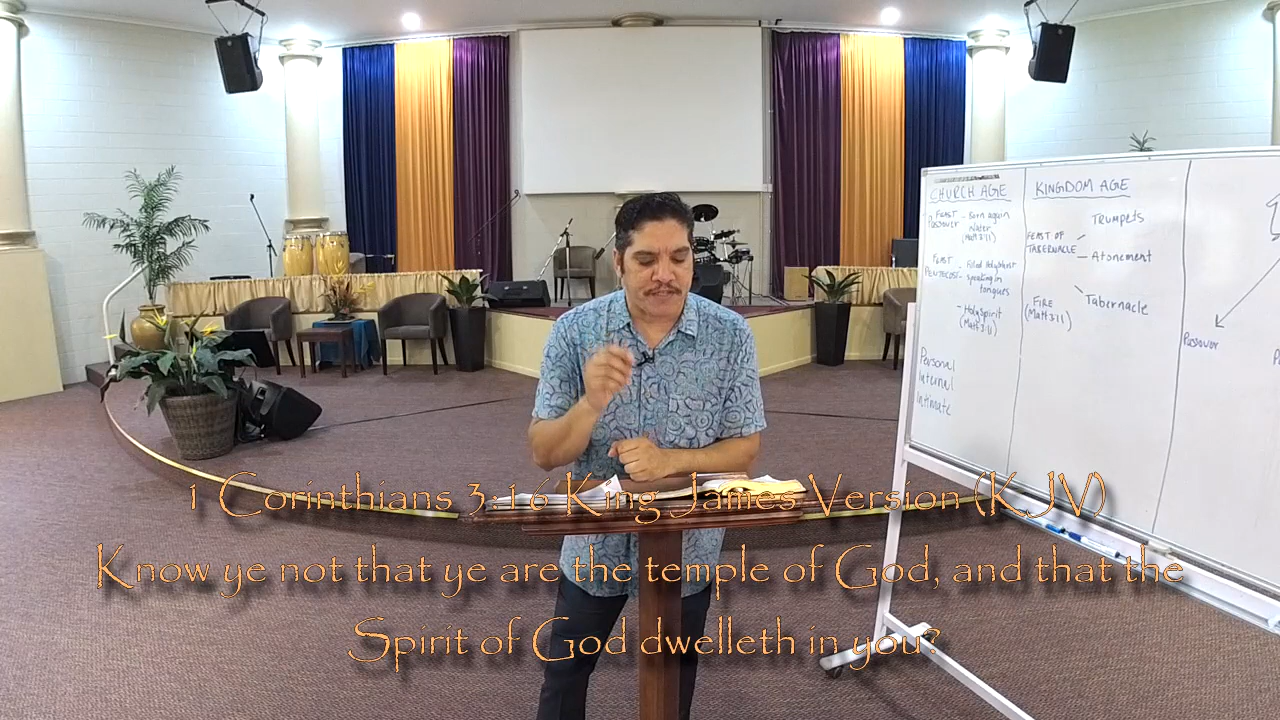 CHURCH AGE
FEAST PASSOVER - Born again
Water
(Matt 3:11)
FEAST PENTECOST - Filled Holy Ghost
speaking in
tongues
- Holy Spirit
(Matt 3:11)
Personal
Internal
Intimate
KINGDOM AGE
FEAST OF
TABERNACLE
Trumpets
- Atonement
Tabernacle
FIRE
(Matt 3:11)
Passover
1 Corinthians 3:16 King James Version (KJV)
Know ye not that ye are the temple of God, and that the
Spirit of God dwelleth in you?